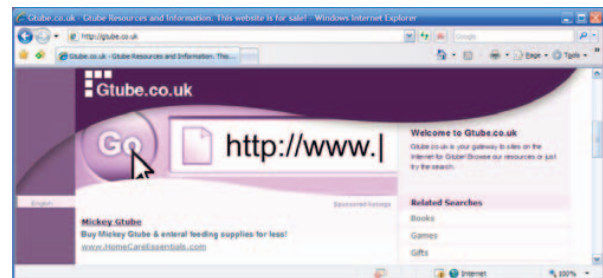 Gtube.co.uk - Gtube Resources and Information. This website is for sale! - Windows Internet Explorer
http://gtube.co.uk
Google
Gtube.co.uk - Gtube Resources and Information. This...
Page
Tools
Gtube.co.uk
Go
http://www.
Welcome to Gtube.co.uk
Gtube.co.uk is your gateway to sites on the
internet for Gtube! Browse our resources or just
try the search.
English
Sponsored listings
Related Searches
Mickey Gtube
Buy Mickey Gtube & enteral feeding supplies for less!
www.HomeCareEssentials.com
Books
Games
Gifts
Internet
100%